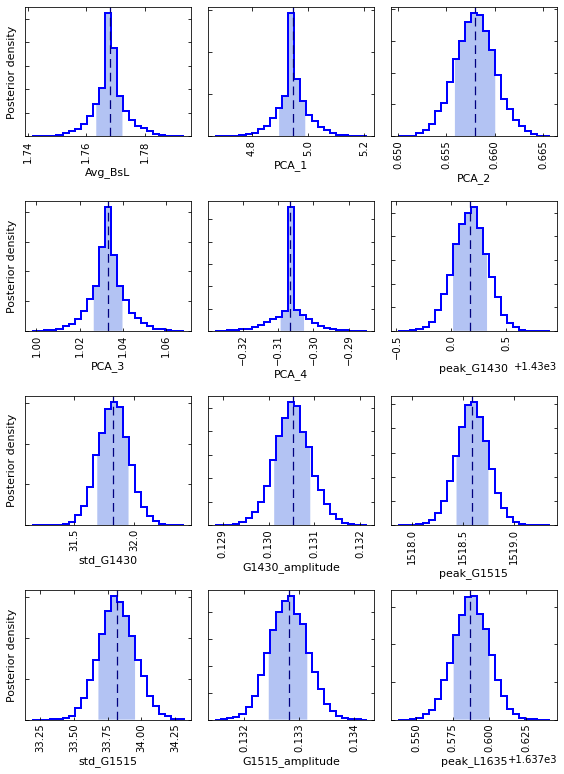 Posterior density
1.74 1.76 1.78
4.8 5.0 5.2
0.650 0.655 0.660 0.665
Avg_BsL
PCA_1
PCA_2
Posterior density
1.00 1.02 1.04 1.06
−0.32 −0.31 −0.30 −0.29
−0.5 0.0 0.5
+1.43e3
PCA_3
PCA_4
peak_G1430
Posterior density
31.5 32.0
0.129 0.130 0.131 0.132
1518.0 1518.5 1519.0
std_G1430
G1430_amplitude
peak_G1515
Posterior density
33.25 33.50 33.75 34.00 34.25
0.132 0.133 0.134
0.550 0.575 0.600 0.625
+1.637e3
std_G1515
G1515_amplitude
peak_L1635